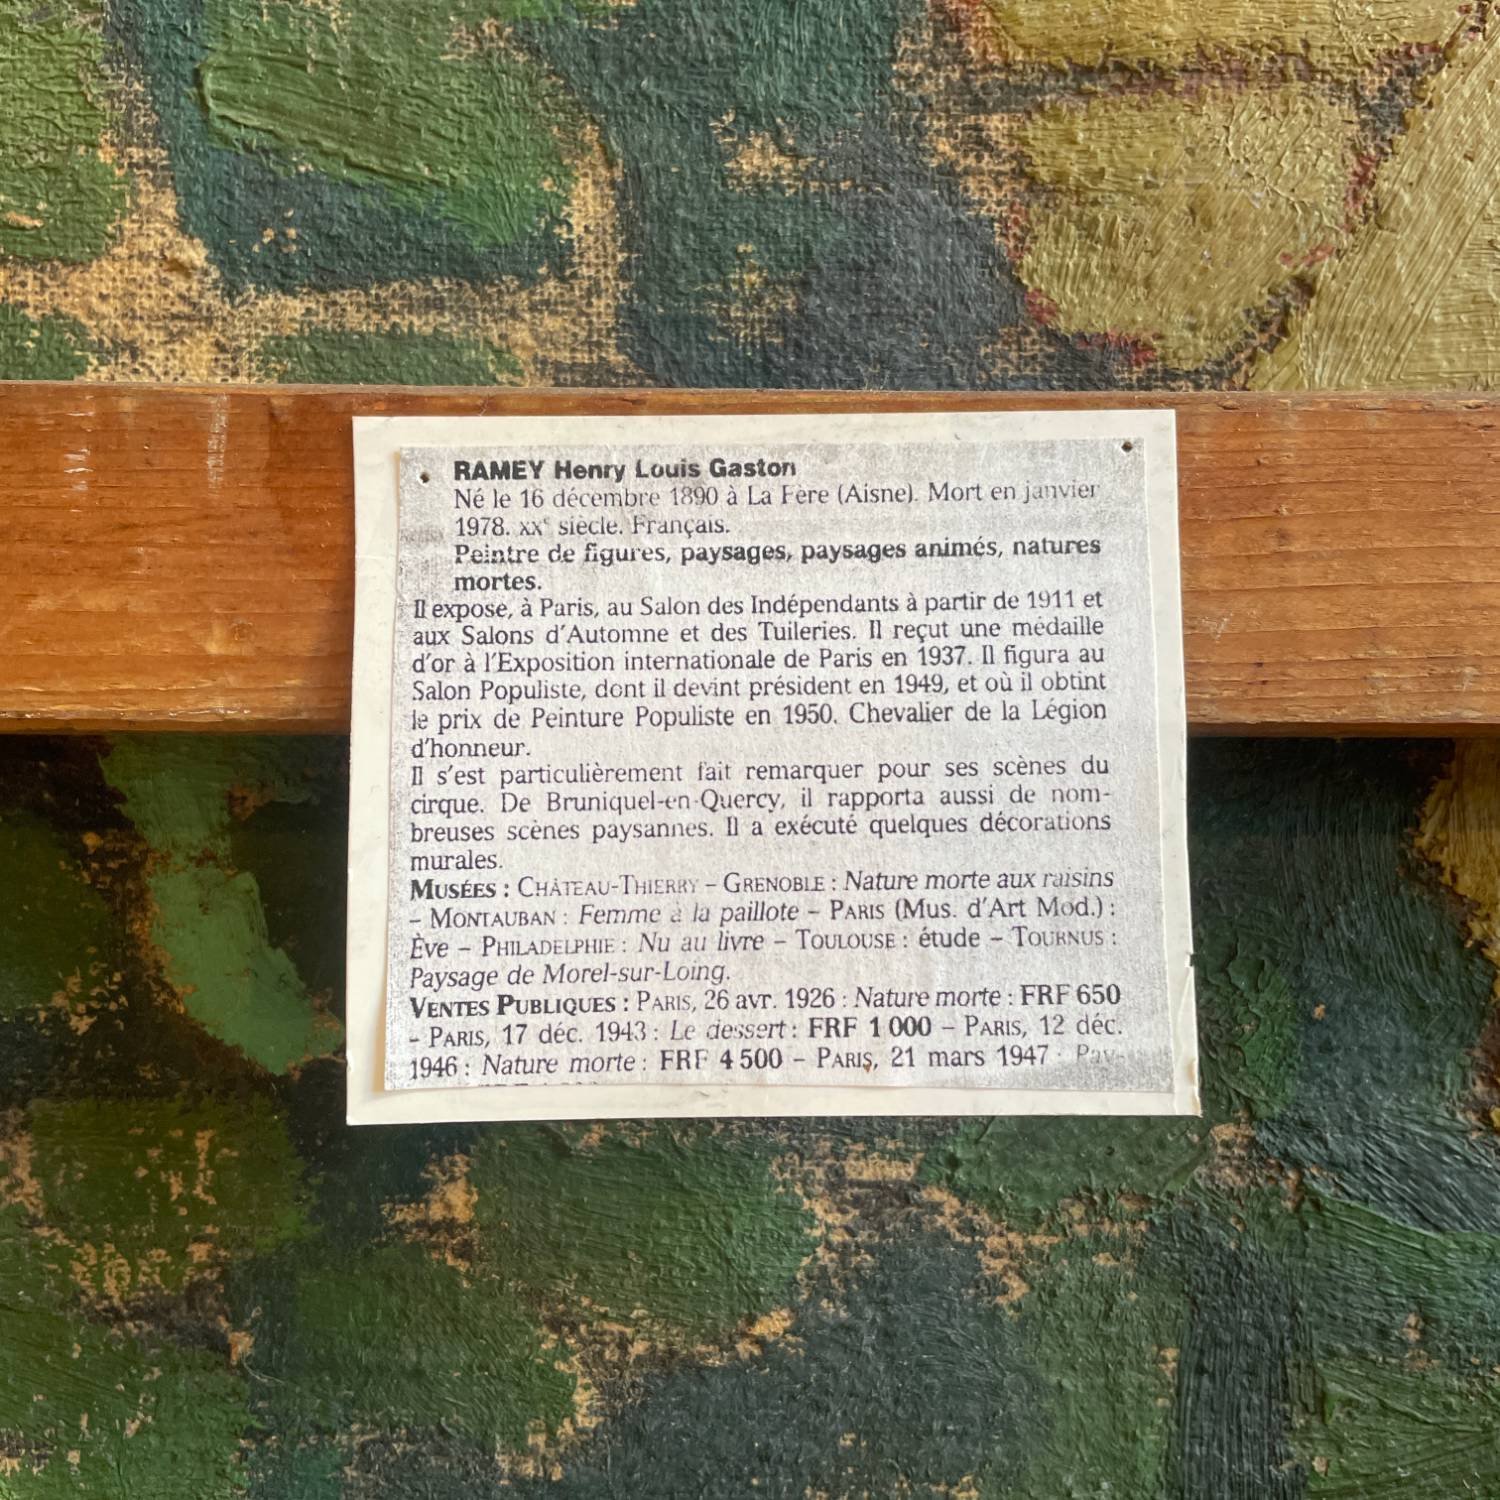 RAMEY Henry Louis Gaston
Né le 16 décembre 1890 à La Fère (Aisne). Mort en janvier
1978. XXᵉ siècle. Français.
Peintre de figures, paysages, paysages animés, natures
mortes.
Il expose, à Paris, au Salon des Indépendants à partir de 1911 et
aux Salons d'Automne et des Tuileries. Il reçut une médaille
d'or à l'Exposition internationale de Paris en 1937. Il figura au
Salon Populiste, dont il devint président en 1949, et où il obtint
le prix de Peinture Populiste en 1950. Chevalier de la Légion
d'honneur.
Il s'est particulièrement fait remarquer pour ses scènes du
cirque. De Bruniquel-en-Quercy, il rapporta aussi de nom-
breuses scènes paysannes. Il a exécuté quelques décorations
murales.
MUSÉES : CHÂTEAU-THIERRY – GRENOBLE : Nature morte aux raisins
– MONTAUBAN : Femme à la paillote – PARIS (Mus. d'Art Mod.) :
Ève – PHILADELPHIE : Nu au livre – TOULOUSE : étude – TOURNUS :
Paysage de Morel-sur-Loing.
VENTES PUBLIQUES : PARIS, 26 avr. 1926 : Nature morte : FRF 650
– PARIS, 17 déc. 1943 : Le dessert : FRF 1 000 – PARIS, 12 déc.
1946 : Nature morte : FRF 4 500 – PARIS, 21 mars 1947 : Pay-